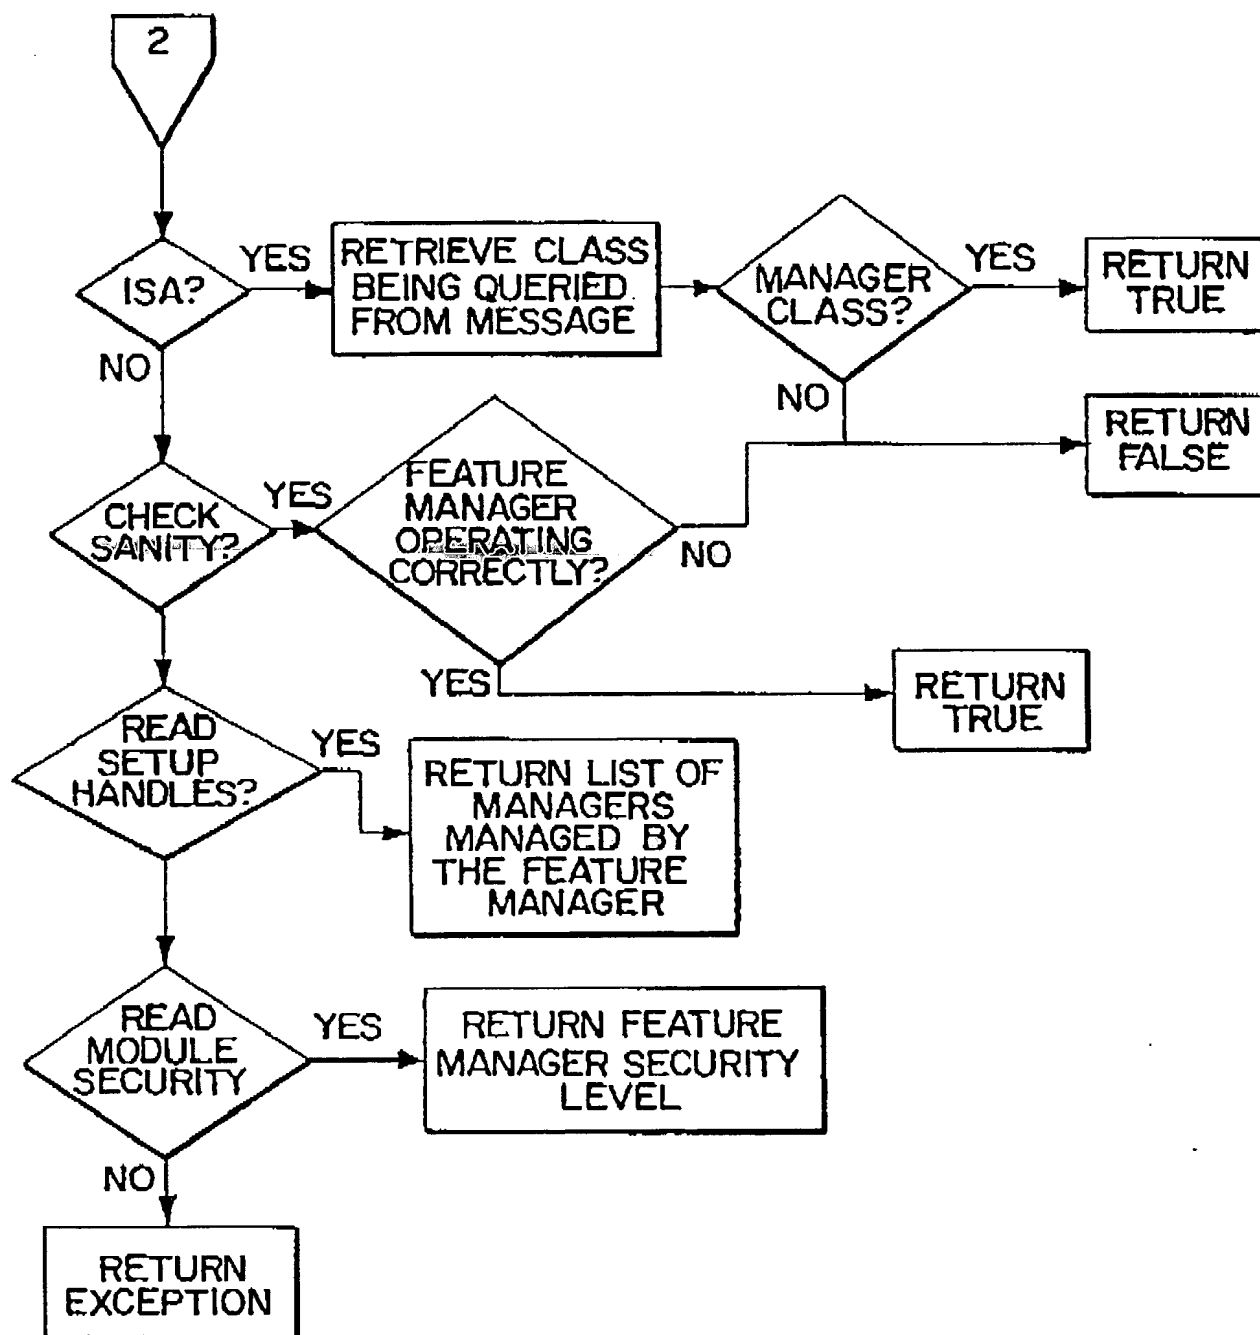 2
ISA?
YES
RETRIEVE CLASS
BEING QUERIED
FROM MESSAGE
MANAGER
CLASS?
YES
RETURN
TRUE
NO
NO
RETURN
FALSE
CHECK
SANITY?
YES
FEATURE
MANAGER
OPERATING
CORRECTLY?
NO
YES
RETURN
TRUE
READ
SETUP
HANDLES?
YES
RETURN LIST OF
MANAGERS
MANAGED BY
THE FEATURE
MANAGER
READ
MODULE
SECURITY
YES
RETURN FEATURE
MANAGER SECURITY
LEVEL
NO
RETURN
EXCEPTION